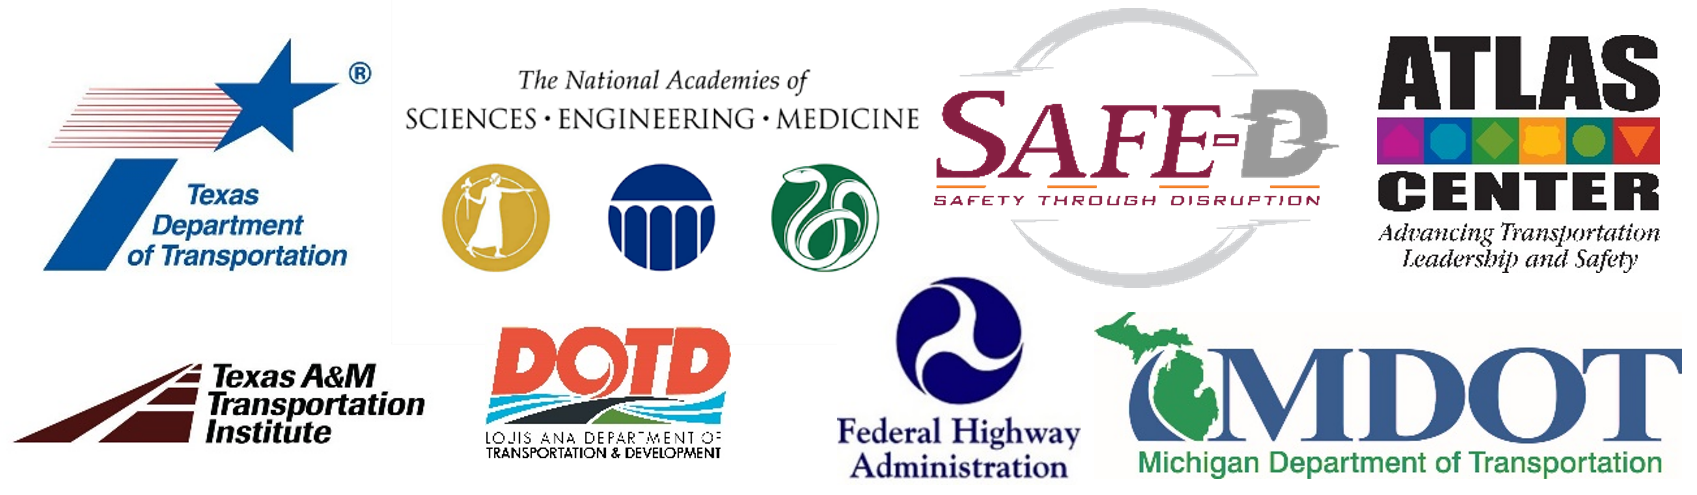 ®
Texas
Department
of Transportation
The National Academies of
SCIENCES · ENGINEERING · MEDICINE
SAFE-D
SAFETY THROUGH DISRUPTION
ATLAS
CENTER
Advancing Transportation
Leadership and Safety
Texas A&M
Transportation
Institute
DOTD
LOUISIANA DEPARTMENT OF
TRANSPORTATION & DEVELOPMENT
Federal Highway
Administration
MDOT
Michigan Department of Transportation